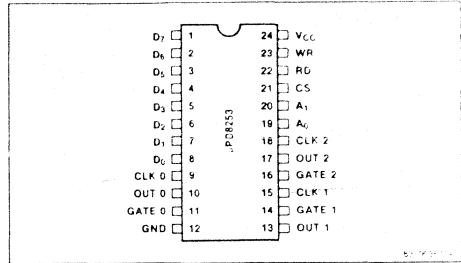 D7 1 24 VCC
D6 2 23 WR
D5 3 22 RD
D4 4 21 CS
D3 5 20 A1
D2 6 19 A0
D1 7 18 CLK 2
D0 8 17 OUT 2
CLK 0 9 16 GATE 2
OUT 0 10 15 CLK 1
GATE 0 11 14 GATE 1
GND 12 13 OUT 1
µPD8253